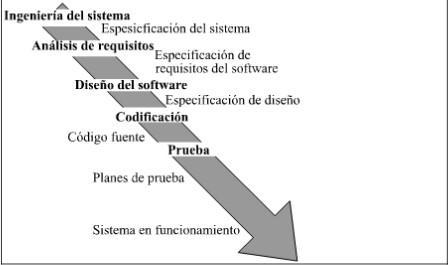 Ingeniería del sistema
Espesicficación del sistema
Análisis de requisitos
Especificación de
requisitos del software
Diseño del software
Especificación de diseño
Codificación
Código fuente
Prueba
Planes de prueba
Sistema en funcionamiento